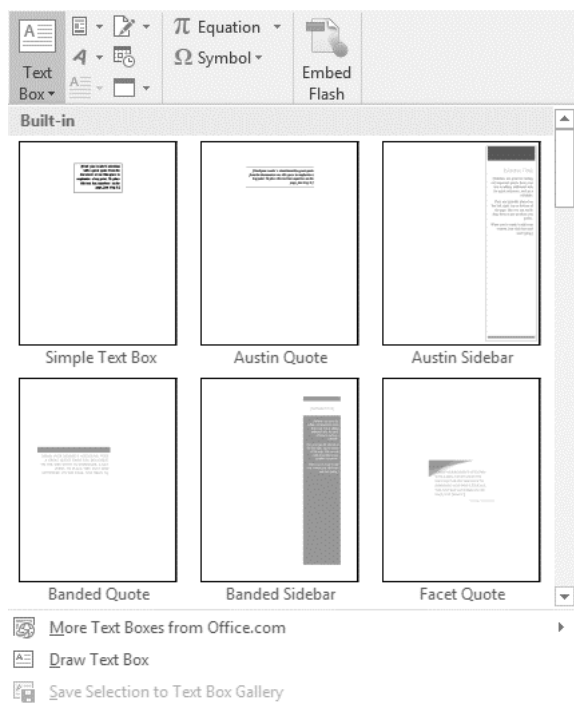 Text
Box
Equation
Symbol
Embed
Flash
Built-in
Simple Text Box
Austin Quote
Austin Sidebar
Banded Quote
Banded Sidebar
Facet Quote
More Text Boxes from Office.com
Draw Text Box
Save Selection to Text Box Gallery